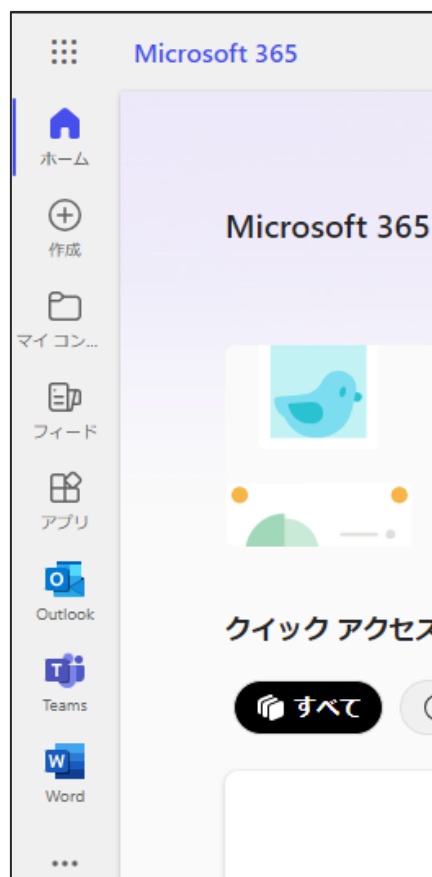 Microsoft 365
ホーム
作成
マイ コン...
フィード
アプリ
Outlook
Teams
Word
Microsoft 365
クイック アクセス
すべて